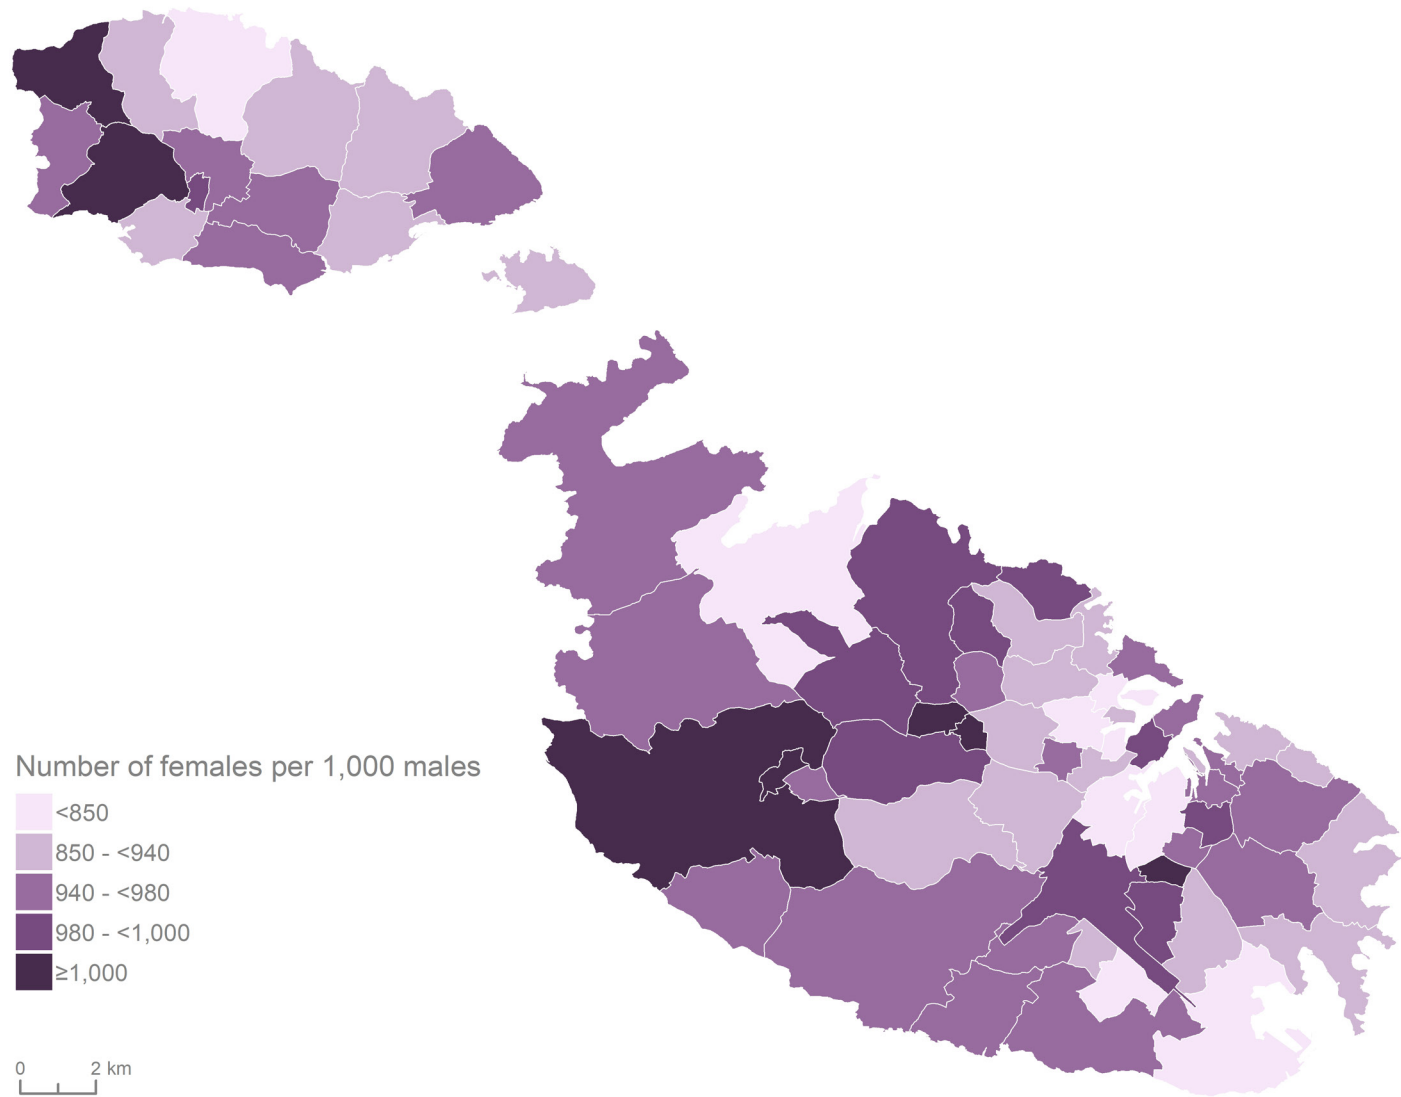 Number of females per 1,000 males
<850
850 - <940
940 - <980
980 - <1,000
≥1,000
0 2 km